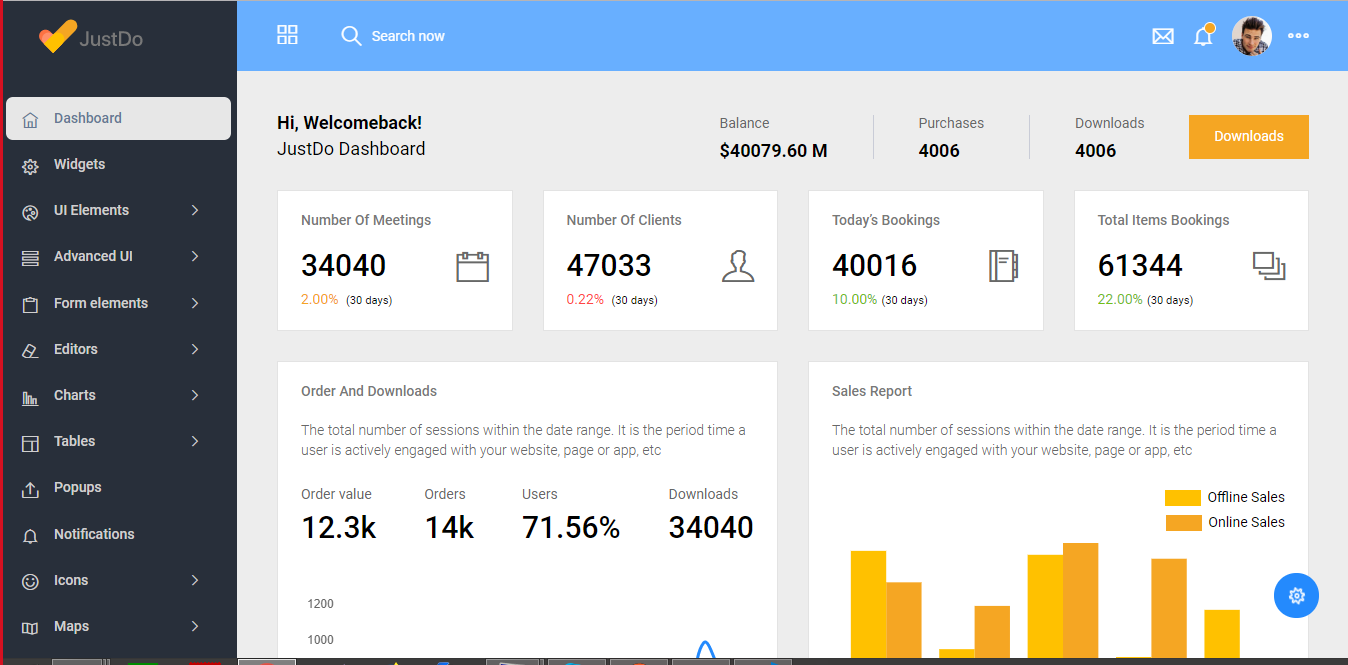 JustDo
Search now
Dashboard
Widgets
UI Elements
Advanced UI
Form elements
Editors
Charts
Tables
Popups
Notifications
Icons
Maps
Hi, Welcomeback!
JustDo Dashboard
Balance
$40079.60 M
Purchases
4006
Downloads
4006
Downloads
Number Of Meetings
34040
2.00% (30 days)
Number Of Clients
47033
0.22% (30 days)
Today's Bookings
40016
10.00% (30 days)
Total Items Bookings
61344
22.00% (30 days)
Order And Downloads
The total number of sessions within the date range. It is the period time a
user is actively engaged with your website, page or app, etc
Order value
12.3k
Orders
14k
Users
71.56%
Downloads
34040
1200
1000
Sales Report
The total number of sessions within the date range. It is the period time a
user is actively engaged with your website, page or app, etc
Offline Sales
Online Sales